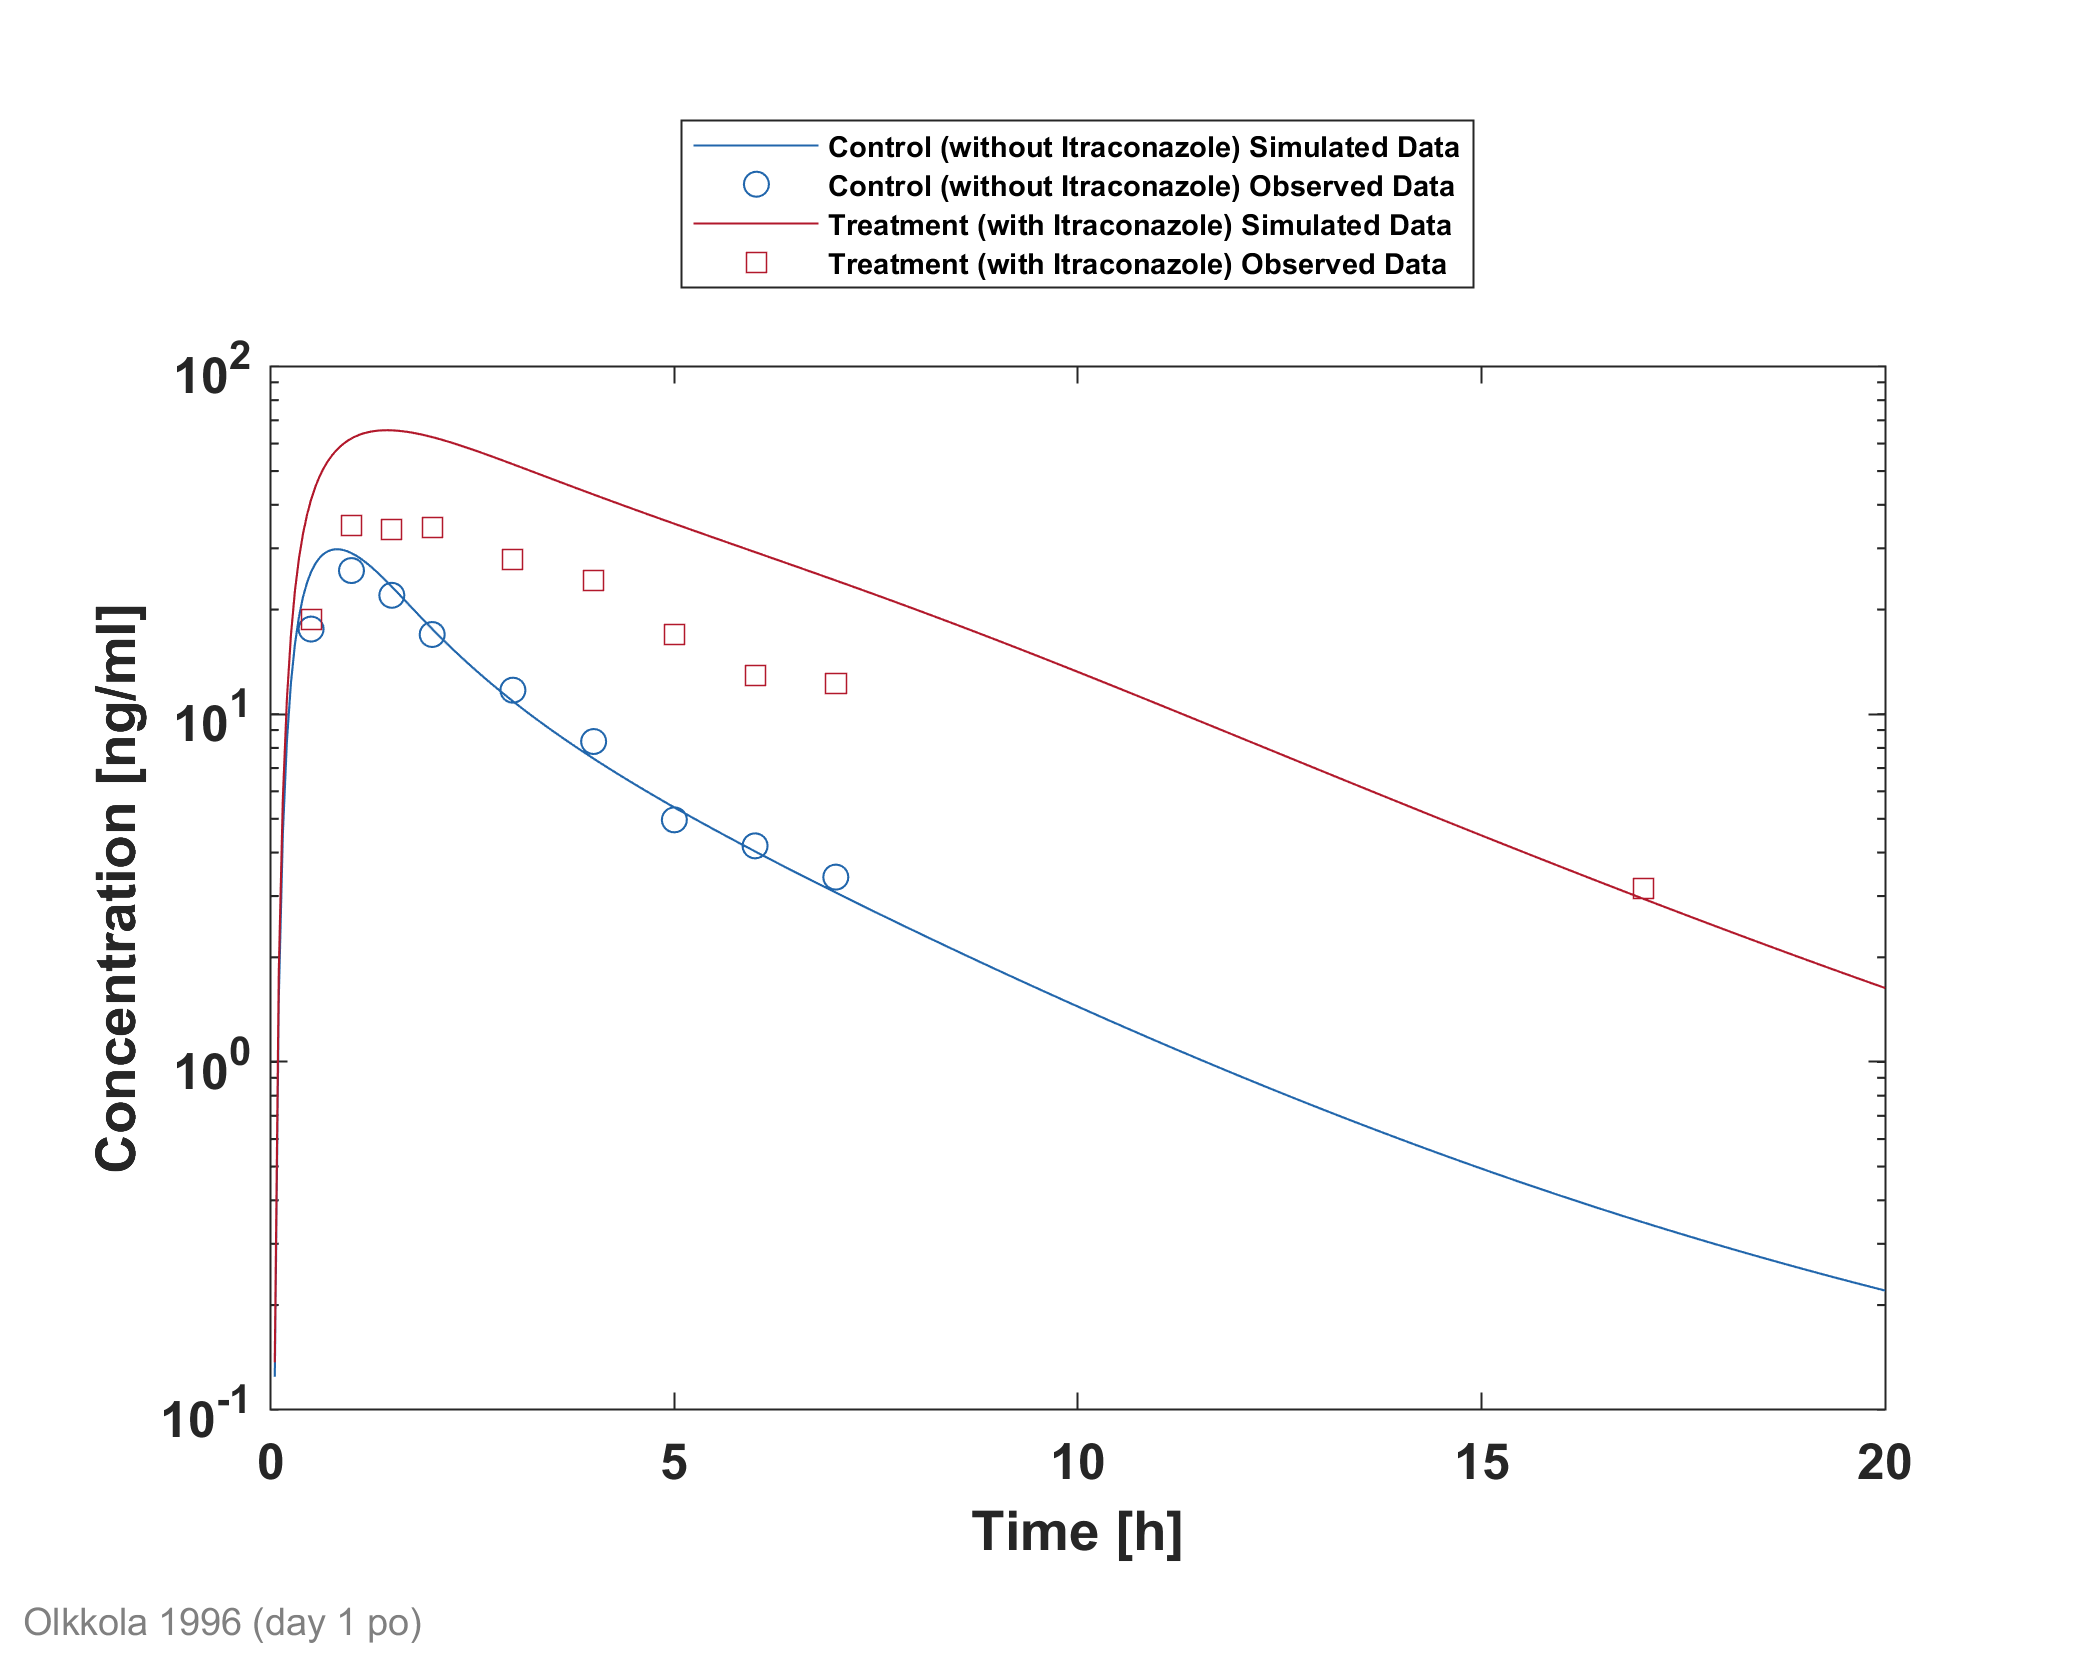 Control (without Itraconazole) Simulated Data
Control (without Itraconazole) Observed Data
Treatment (with Itraconazole) Simulated Data
Treatment (with Itraconazole) Observed Data
10^2
10^1
10^0
10^-1
Concentration [ng/ml]
0 5 10 15 20
Time [h]
Olkkola 1996 (day 1 po)